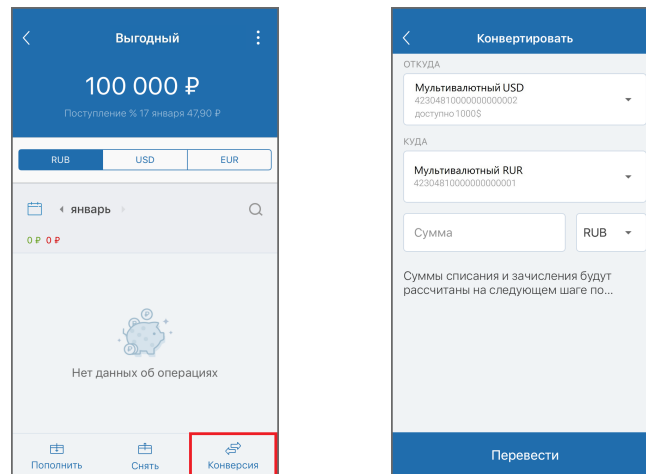 Выгодный
100 000 ₽
Поступление % 17 января 47,90 ₽
RUB USD EUR
январь
0 ₽ 0 ₽
Нет данных об операциях
Пополнить Снять Конверсия
Конвертировать
ОТКУДА
Мультивалютный USD
42304810000000000002
доступно 1000$
КУДА
Мультивалютный RUR
42304810000000000001
Сумма RUB
Суммы списания и зачисления будут
рассчитаны на следующем шаге по...
Перевести